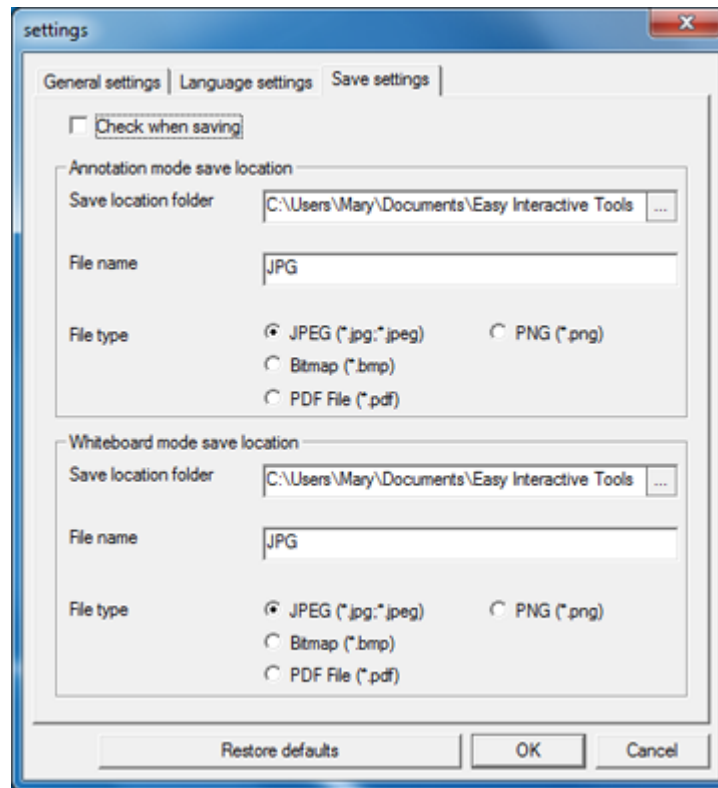 settings
General settings Language settings Save settings
Check when saving
Annotation mode save location
Save location folder C:\Users\Mary\Documents\Easy Interactive Tools ...
File name JPG
File type JPEG (*.jpg;*.jpeg) PNG (*.png)
Bitmap (*.bmp)
PDF File (*.pdf)
Whiteboard mode save location
Save location folder C:\Users\Mary\Documents\Easy Interactive Tools ...
File name JPG
File type JPEG (*.jpg;*.jpeg) PNG (*.png)
Bitmap (*.bmp)
PDF File (*.pdf)
Restore defaults OK Cancel